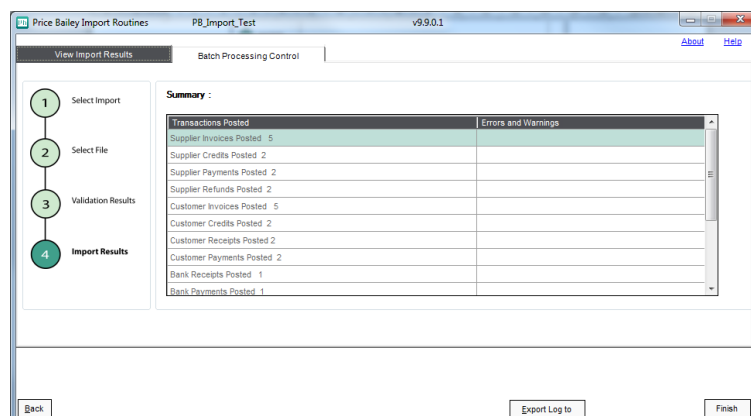 Price Bailey Import Routines PB_Import_Test v9.9.0.1
About Help
View Import Results Batch Processing Control
1 Select Import
2 Select File
3 Validation Results
4 Import Results
Summary :
Transactions Posted Errors and Warnings
Supplier Invoices Posted 5
Supplier Credits Posted 2
Supplier Payments Posted 2
Supplier Refunds Posted 2
Customer Invoices Posted 5
Customer Credits Posted 2
Customer Receipts Posted 2
Customer Payments Posted 2
Bank Receipts Posted 1
Bank Payments Posted 1
Back Export Log to Finish